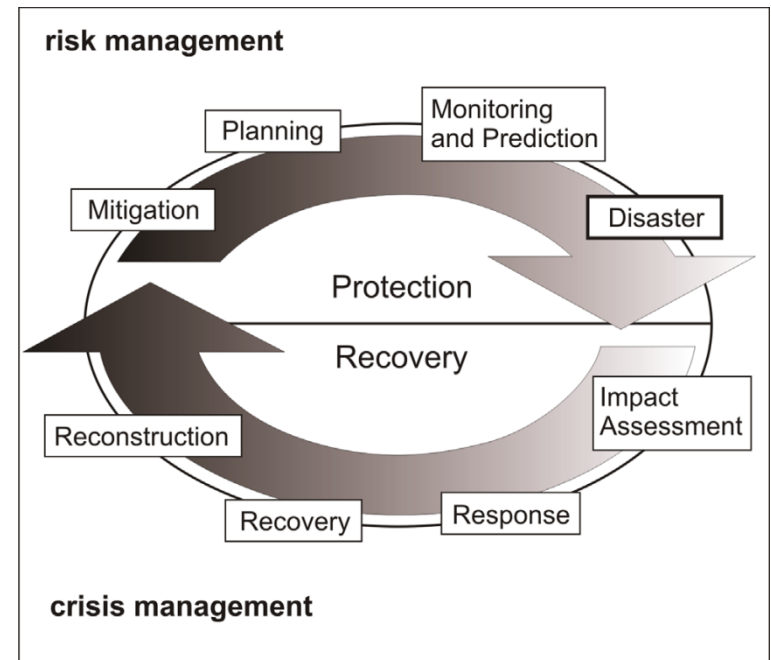 risk management
Planning
Monitoring
and Prediction
Mitigation
Disaster
Protection
Recovery
Impact
Assessment
Reconstruction
Recovery
Response
crisis management